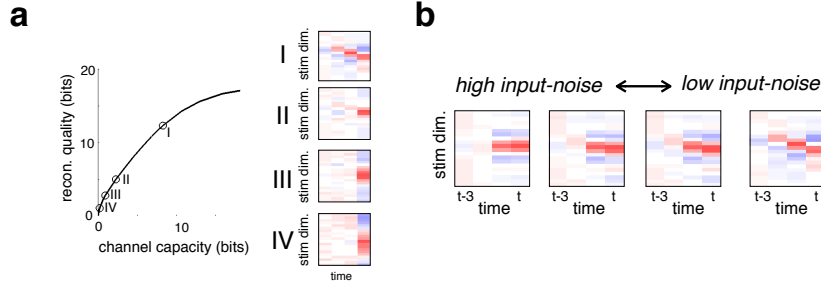 a
20
10
0
recon. quality (bits)
I
II
III
IV
0
10
channel capacity (bits)
I
stim dim.
II
stim dim.
III
stim dim.
IV
stim dim.
time
b
high input-noise
low input-noise
stim dim.
t-3 t
time
t-3 t
time
t-3 t
time
t-3 t
time